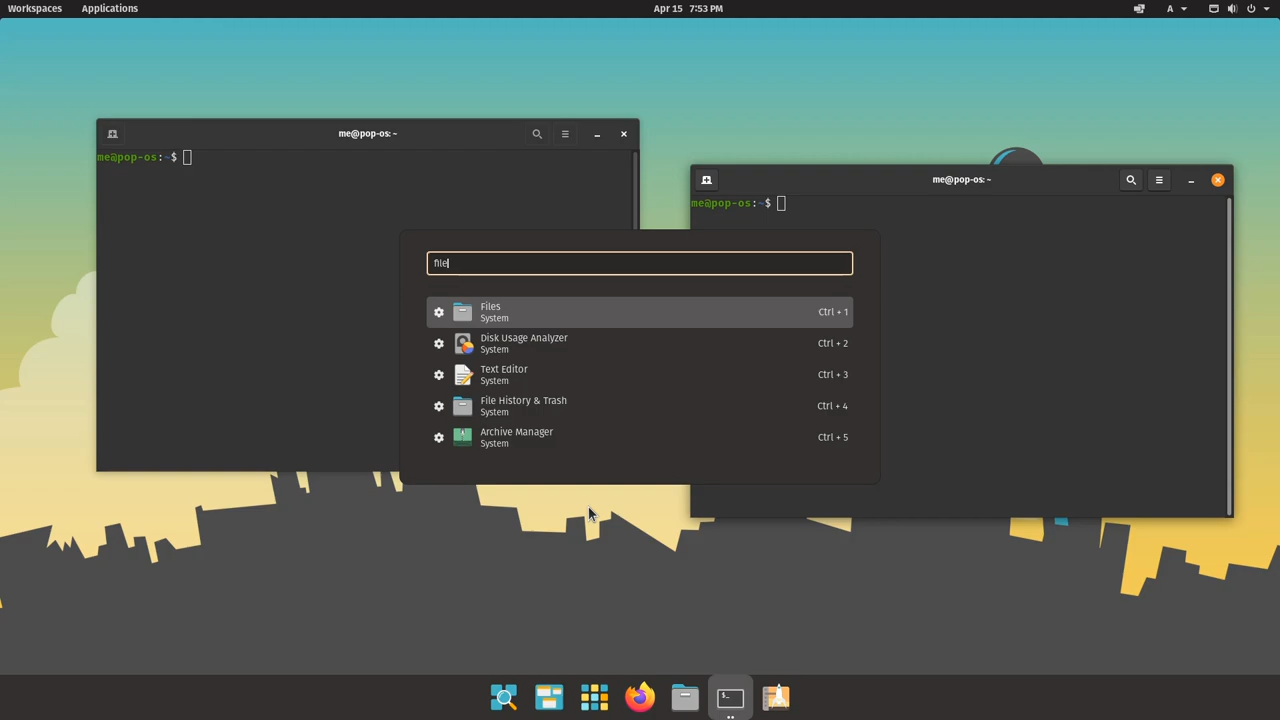 Workspaces Applications Apr 15 7:53 PM A
me@pop-os: ~
me@pop-os:~$
me@pop-os: ~
me@pop-os:~$
file
Files
System
Ctrl + 1
Disk Usage Analyzer
System
Ctrl + 2
Text Editor
System
Ctrl + 3
File History & Trash
System
Ctrl + 4
Archive Manager
System
Ctrl + 5
$_